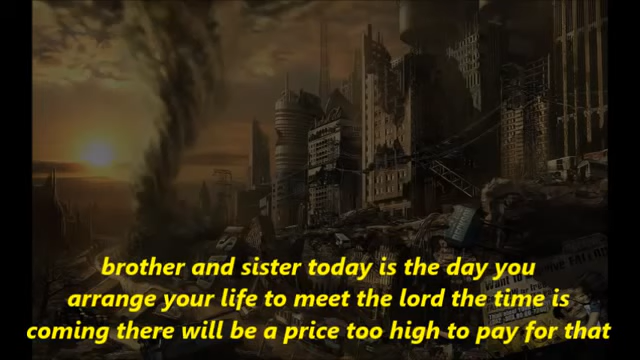 brother and sister today is the day you
arrange your life to meet the lord the time is
coming there will be a price too high to pay for that